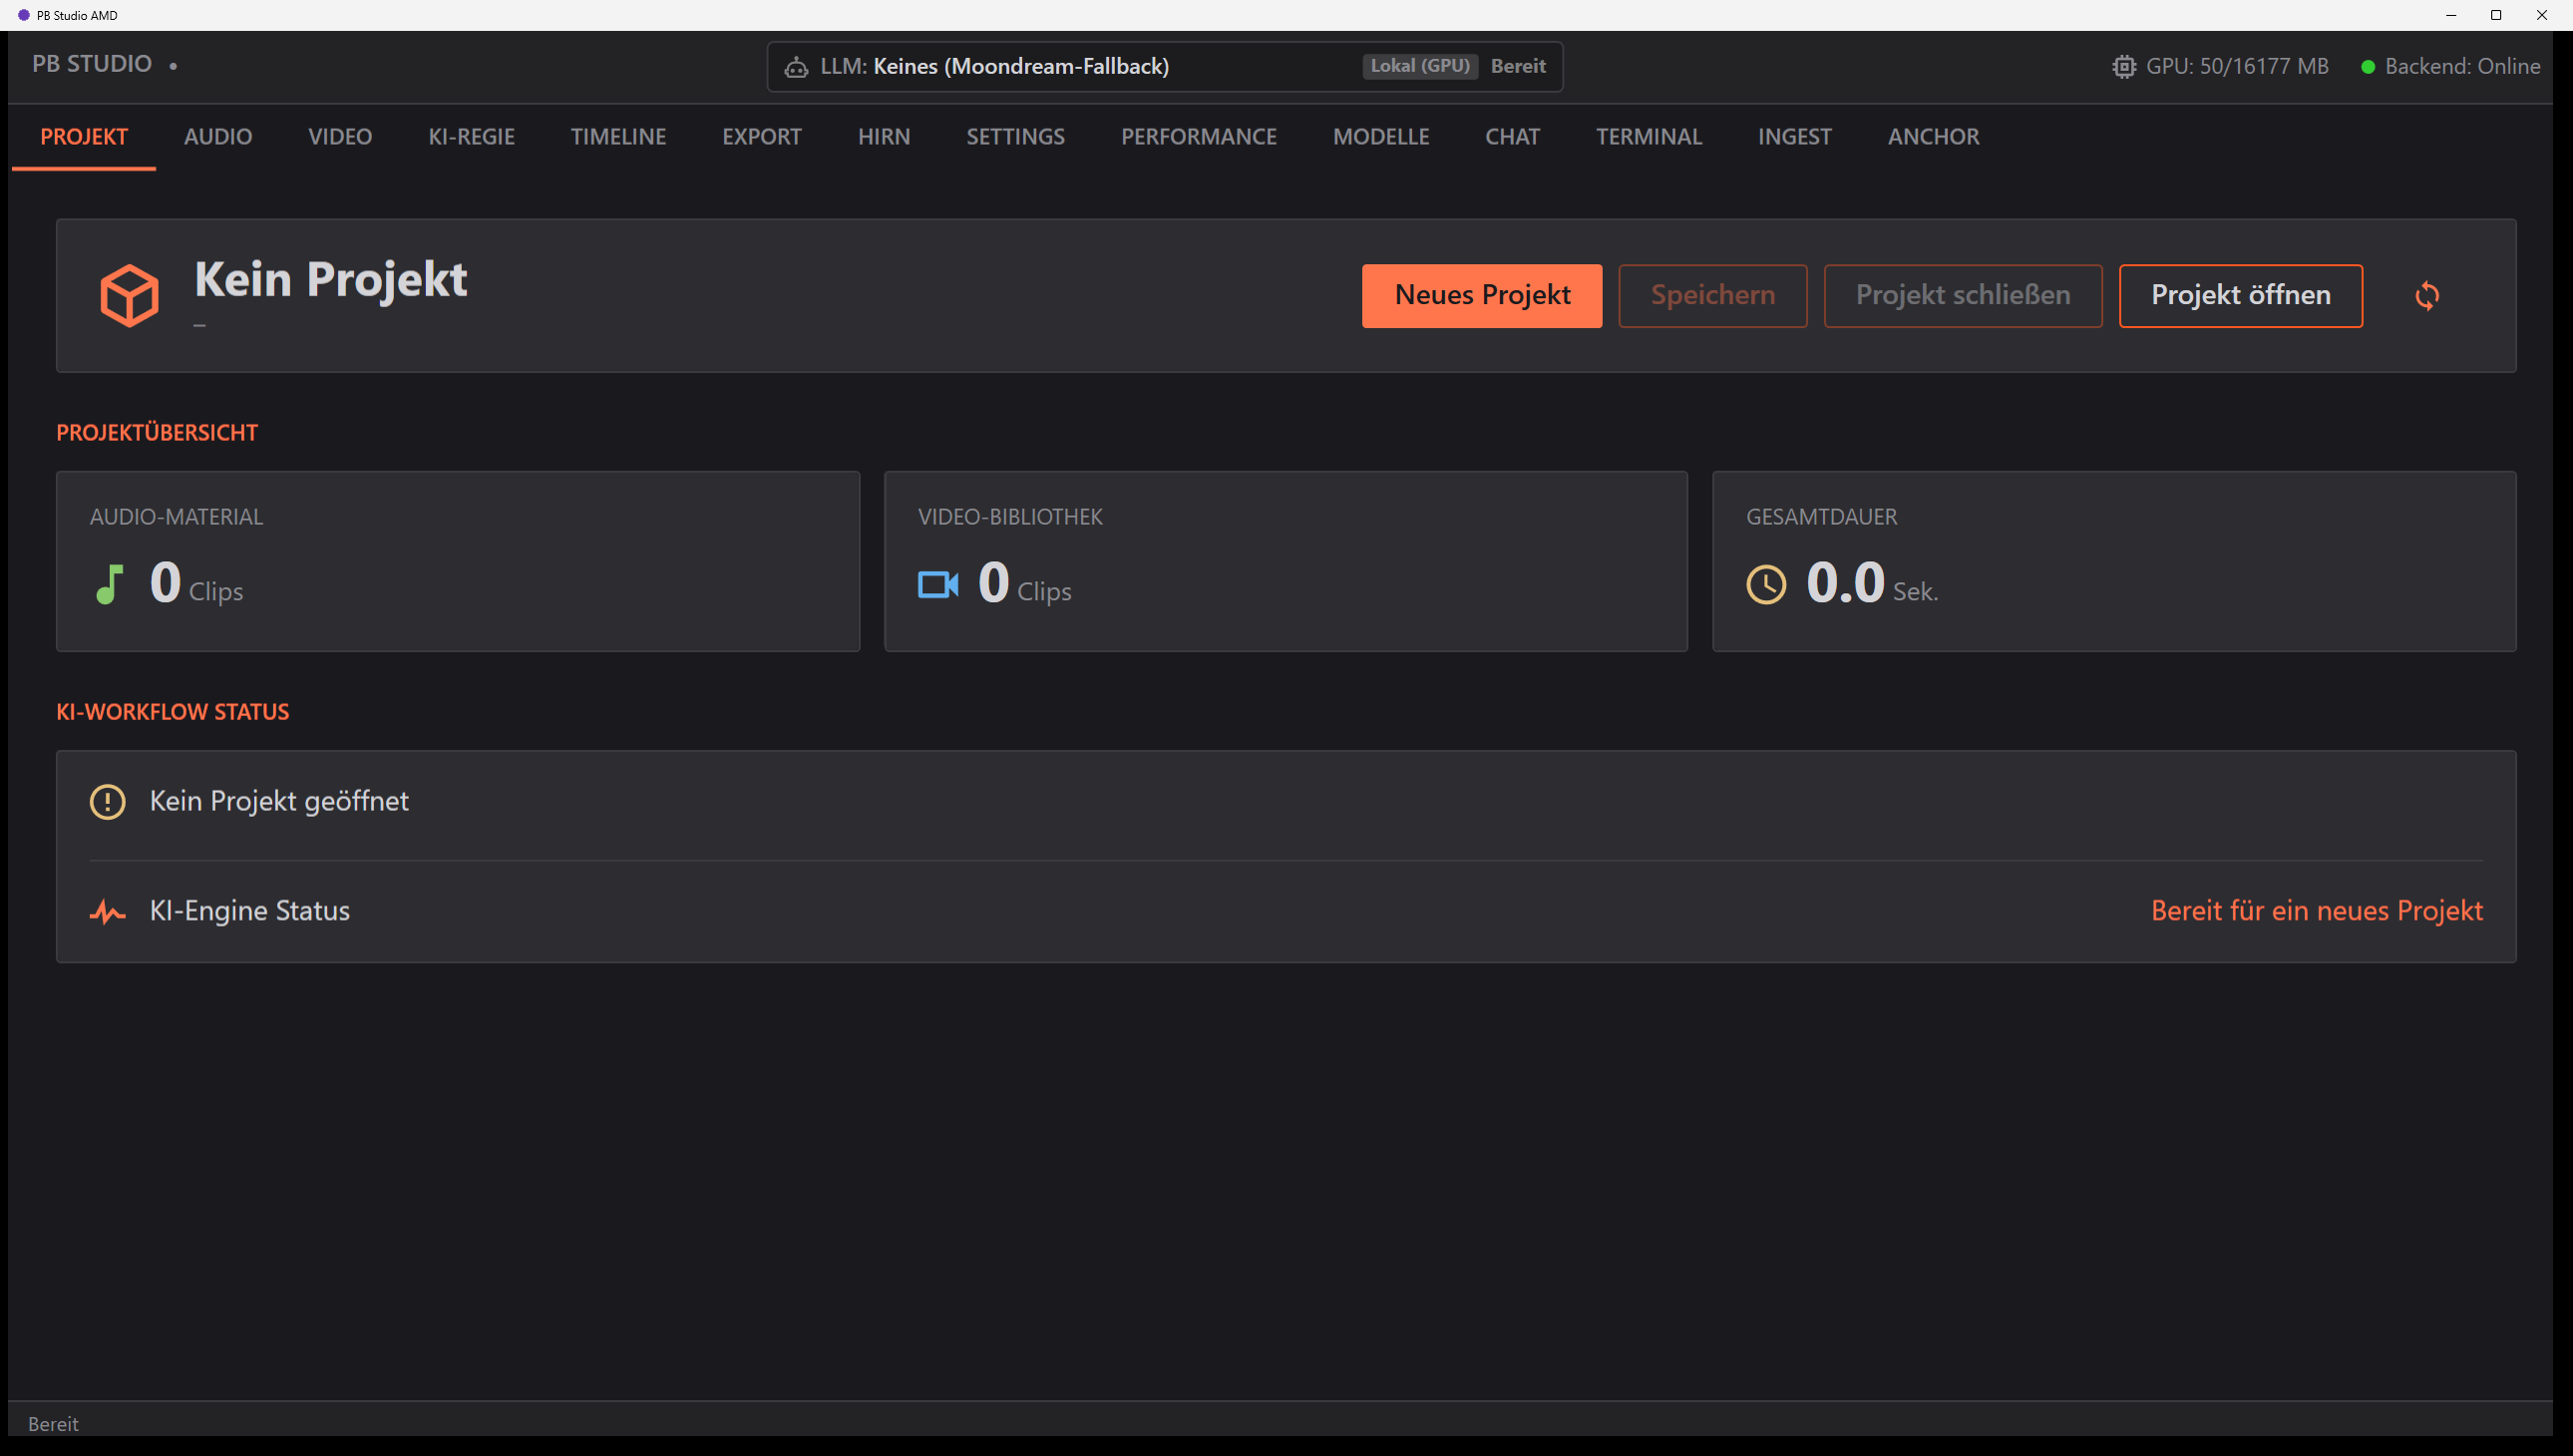 PB Studio AMD
PB STUDIO •
LLM: Keines (Moondream-Fallback) Lokal (GPU) Bereit
GPU: 50/16177 MB Backend: Online
PROJEKT AUDIO VIDEO KI-REGIE TIMELINE EXPORT HIRN SETTINGS PERFORMANCE MODELLE CHAT TERMINAL INGEST ANCHOR
Kein Projekt
–
Neues Projekt Speichern Projekt schließen Projekt öffnen
PROJEKTÜBERSICHT
AUDIO-MATERIAL
0 Clips
VIDEO-BIBLIOTHEK
0 Clips
GESAMTDAUER
0.0 Sek.
KI-WORKFLOW STATUS
Kein Projekt geöffnet
KI-Engine Status Bereit für ein neues Projekt
Bereit